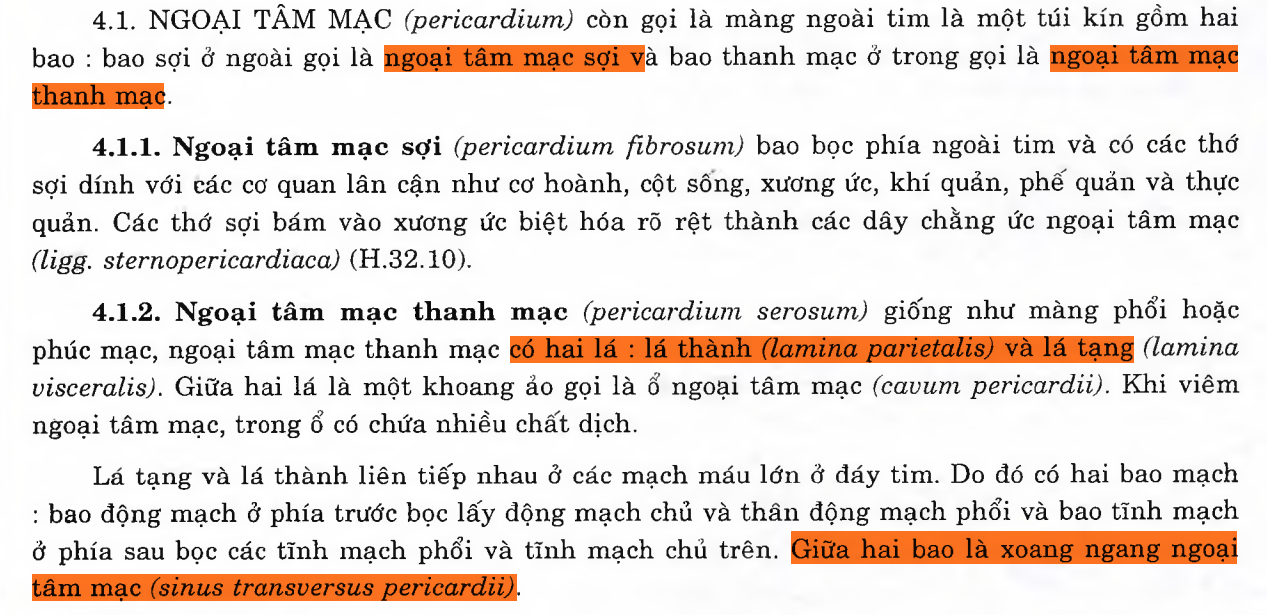 4.1. NGOẠI TÂM MẠC (pericardium) còn gọi là màng ngoài tim là một túi kín gồm hai
bao : bao sợi ở ngoài gọi là ngoại tâm mạc sợi và bao thanh mạc ở trong gọi là ngoại tâm mạc
thanh mạc.
4.1.1. Ngoại tâm mạc sợi (pericardium fibrosum) bao bọc phía ngoài tim và có các thớ
sợi dính với các cơ quan lân cận như cơ hoành, cột sống, xương ức, khí quản, phế quản và thực
quản. Các thớ sợi bám vào xương ức biệt hóa rõ rệt thành các dây chằng ức ngoại tâm mạc
(ligg. sternopericardiaca) (H.32.10).
4.1.2. Ngoại tâm mạc thanh mạc (pericardium serosum) giống như màng phổi hoặc
phúc mạc, ngoại tâm mạc thanh mạc có hai lá : lá thành (lamina parietalis) và lá tạng (lamina
visceralis). Giữa hai lá là một khoang ảo gọi là ổ ngoại tâm mạc (cavum pericardii). Khi viêm
ngoại tâm mạc, trong ổ có chứa nhiều chất dịch.
Lá tạng và lá thành liên tiếp nhau ở các mạch máu lớn ở đáy tim. Do đó có hai bao mạch
: bao động mạch ở phía trước bọc lấy động mạch chủ và thân động mạch phổi và bao tĩnh mạch
ở phía sau bọc các tĩnh mạch phổi và tĩnh mạch chủ trên. Giữa hai bao là xoang ngang ngoại
tâm mạc (sinus transversus pericardii).